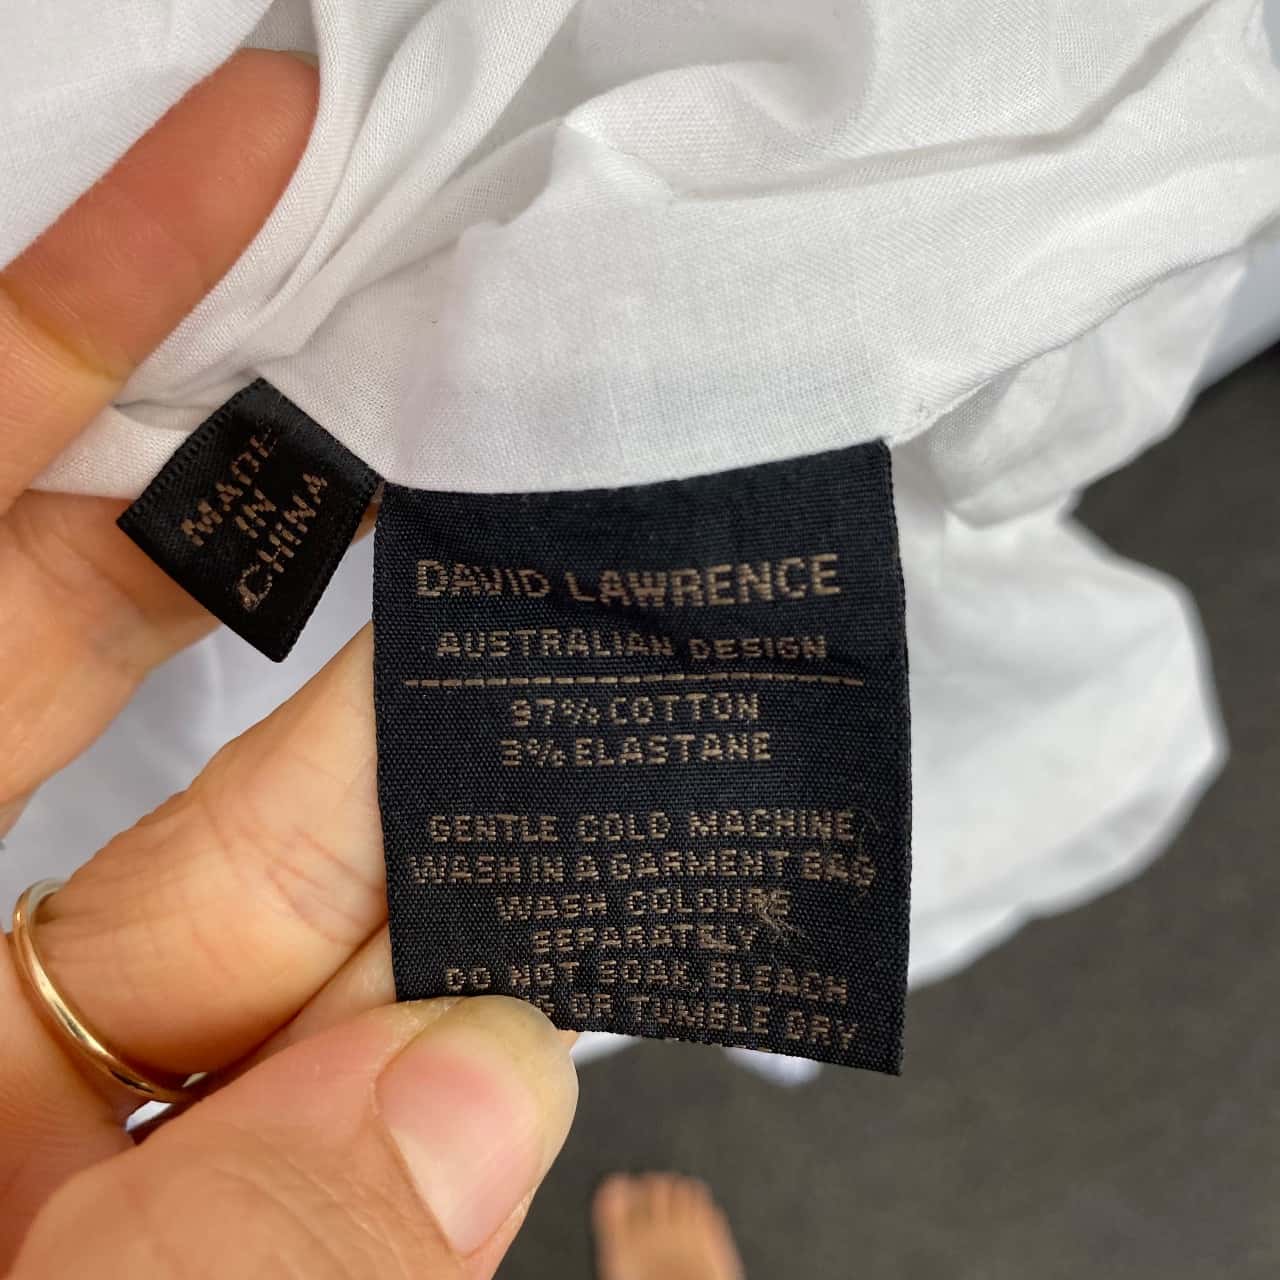 MADE
IN
CHINA
DAVID LAWRENCE
AUSTRALIAN DESIGN
97% COTTON
3% ELASTANE
GENTLE COLD MACHINE
WASH IN A GARMENT BAG
WASH COLOURS
SEPARATELY
DO NOT SOAK, BLEACH
OR TUMBLE DRY